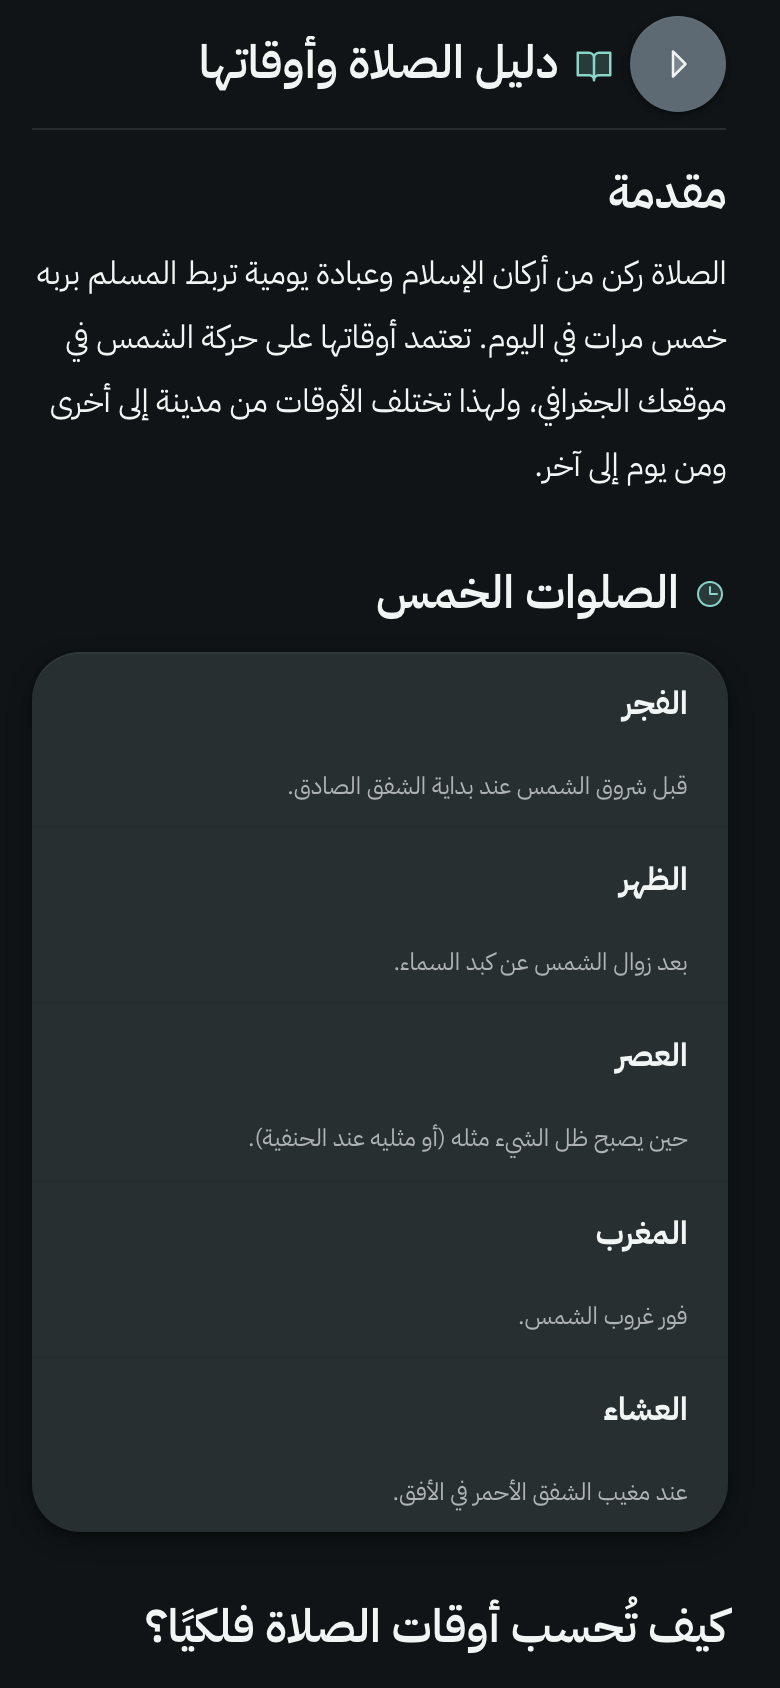 دليل الصلاة وأوقاتها
مقدمة
الصلاة ركن من أركان الإسلام وعبادة يومية تربط المسلم بربه
خمس مرات في اليوم. تعتمد أوقاتها على حركة الشمس في
موقعك الجغرافي، ولهذا تختلف الأوقات من مدينة إلى أخرى
ومن يوم إلى آخر.
الصلوات الخمس
الفجر
قبل شروق الشمس عند بداية الشفق الصادق.
الظهر
بعد زوال الشمس عن كبد السماء.
العصر
حين يصبح ظل الشيء مثله (أو مثليه عند الحنفية).
المغرب
فور غروب الشمس.
العشاء
عند مغيب الشفق الأحمر في الأفق.
كيف تُحسب أوقات الصلاة فلكيًا؟